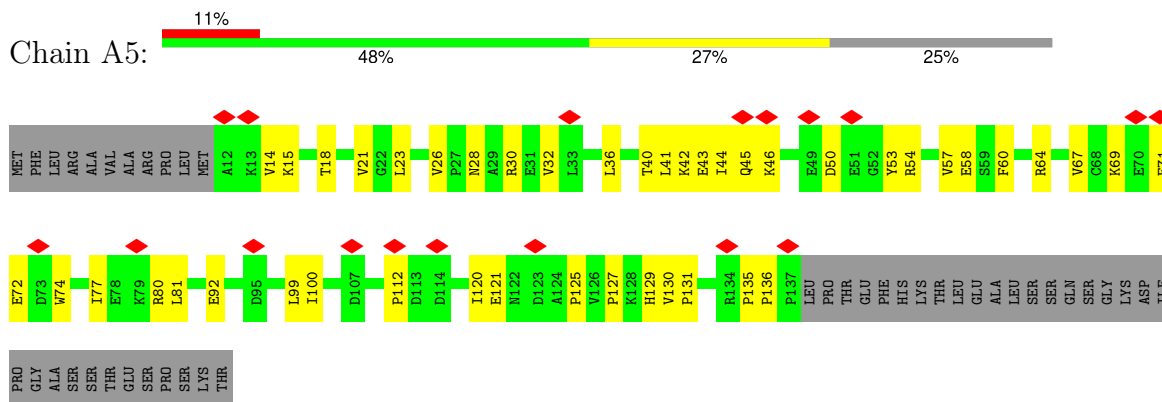 11%
Chain A5:
48% 27% 25%
MET PHE LEU ARG ALA VAL ALA ARG PRO LEU MET A12 K13 V14 K15 T18 V21 G22 L23 V26 P27 N28 A29 R30 E31 V32 L33 L36 T40 L41 K42 E43 I44 Q45 K46 E49 D50 E51 G52 Y53 R54 V57 E58 S59 F60 R64 V67 C68 K69 E70
E72 D73 W74 I77 E78 K79 R80 L81 E92 D95 L99 I100 D107 P112 D113 D114 I120 E121 N122 D123 A124 P125 V126 P127 K128 H129 V130 P131 R134 P135 P136 P137 LEU PRO THR GLU PHE HIS LYS THR LEU GLU ALA LEU SER SER GLN SER GLY LYS ASP ILE
PRO GLY ALA SER SER THR GLU SER PRO SER LYS THR